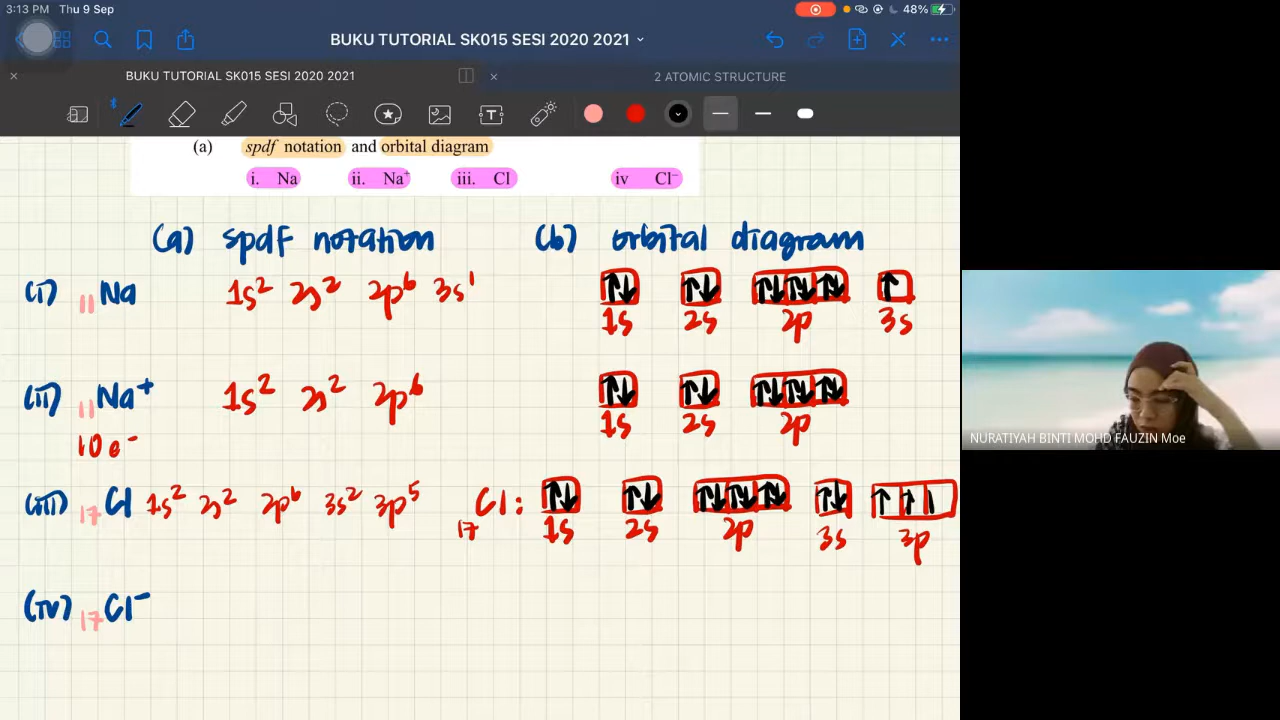 3:13 PM Thu 9 Sep 48%
BUKU TUTORIAL SK015 SESI 2020 2021
BUKU TUTORIAL SK015 SESI 2020 2021 2 ATOMIC STRUCTURE
(a) spdf notation and orbital diagram
i. Na ii. Na⁺ iii. Cl iv Cl⁻
(a) spdf notation (b) orbital diagram
(i) ₁₁Na 1s² 2s² 2p⁶ 3s¹
1s 2s 2p 3s
(ii) ₁₁Na⁺ 1s² 2s² 2p⁶
1s 2s 2p
10e⁻
(iii) ₁₇Cl 1s² 2s² 2p⁶ 3s² 3p⁵ ₁₇Cl:
1s 2s 2p 3s 3p
(iv) ₁₇Cl⁻
NURATIYAH BINTI MOHD FAUZIN Moe